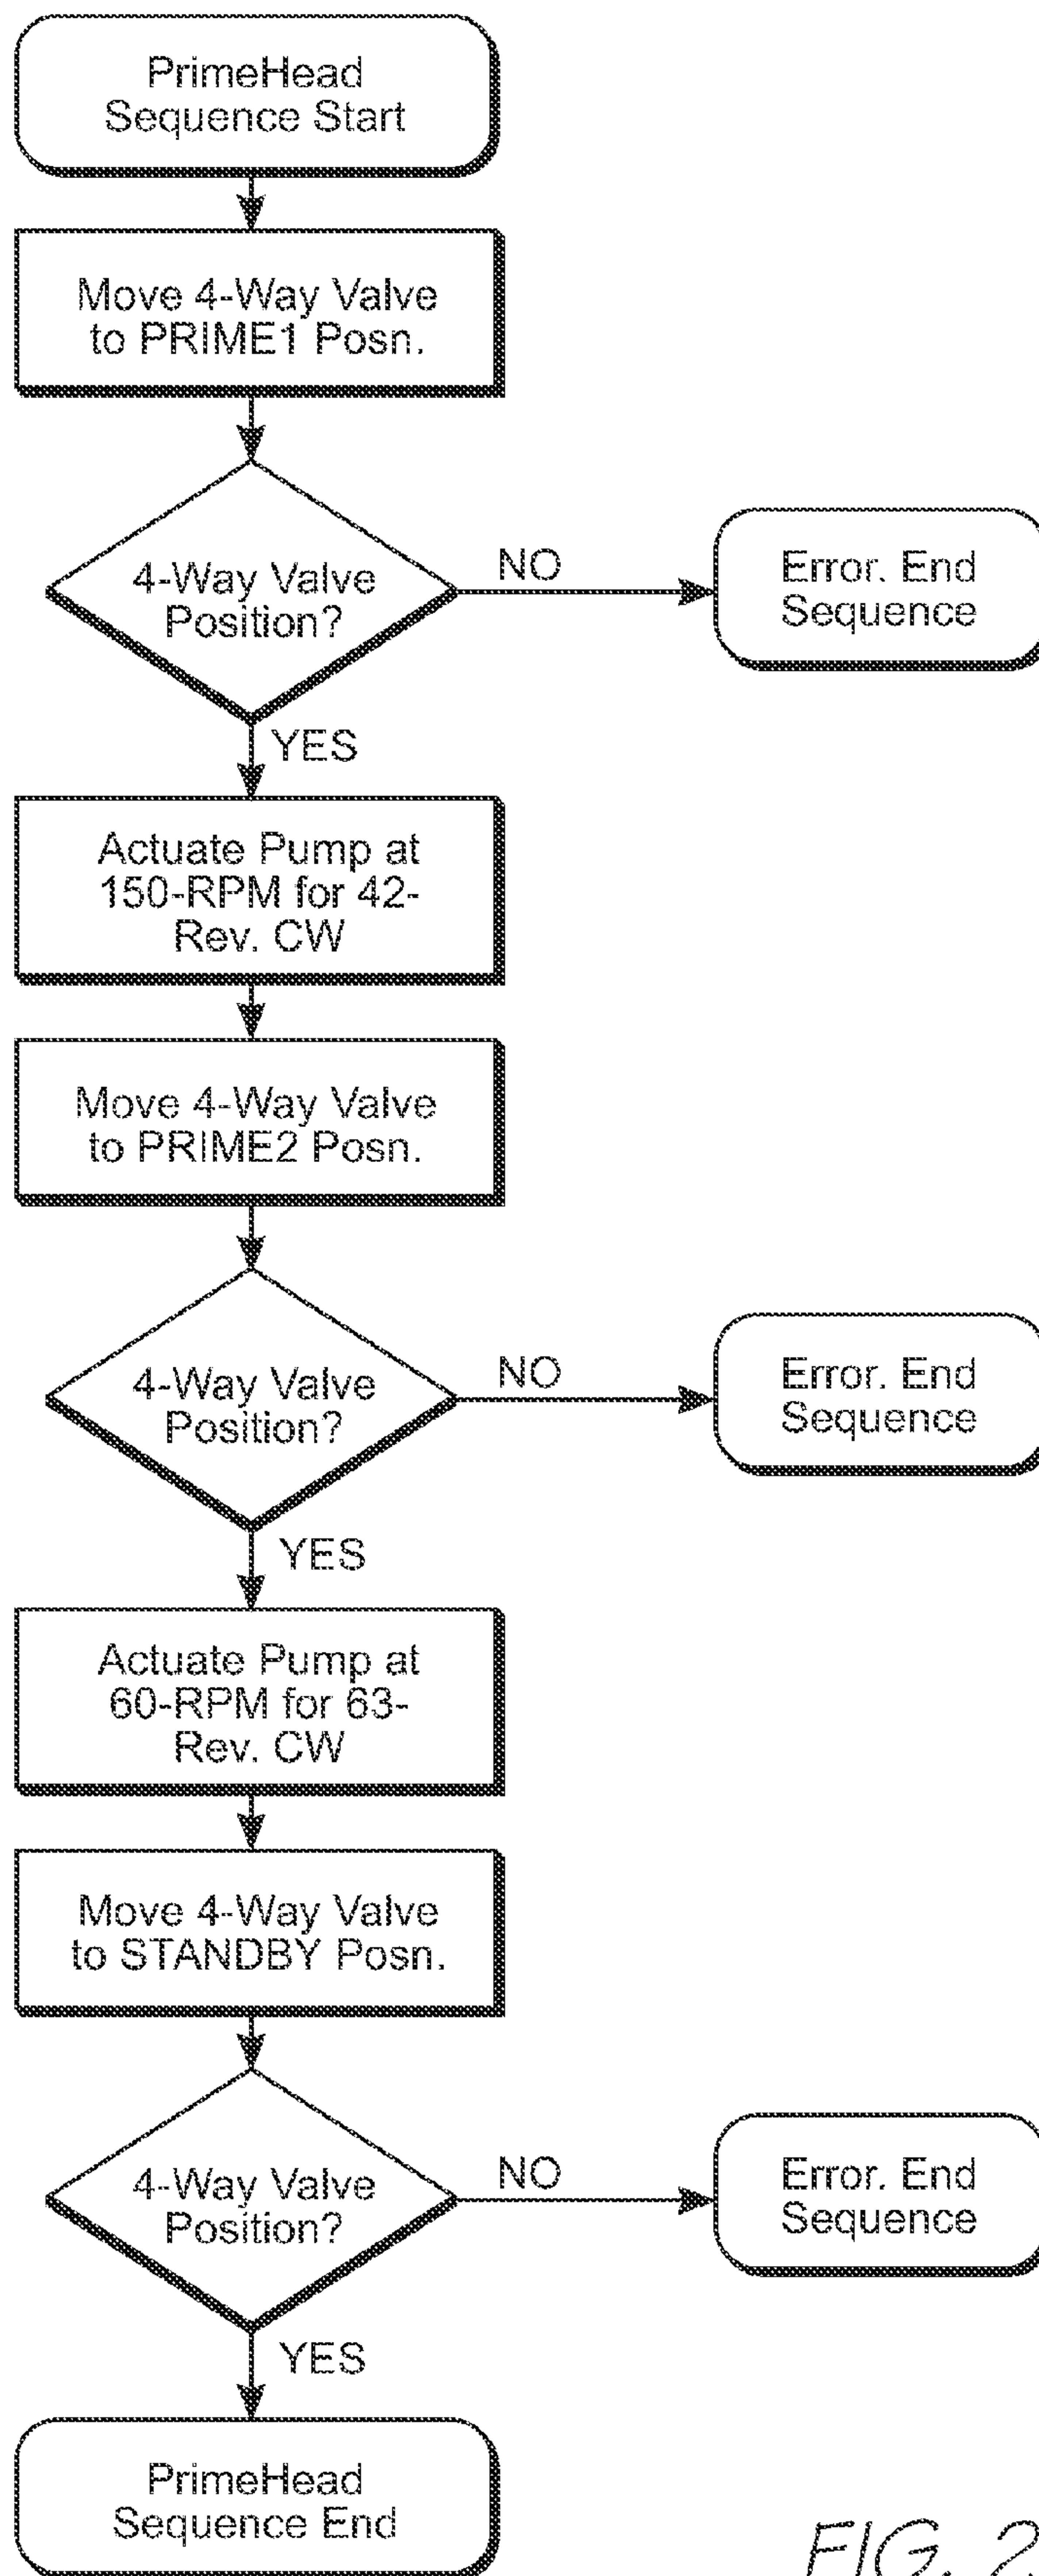 PrimeHead
Sequence Start
Move 4-Way Valve
to PRIME1 Posn.
4-Way Valve
Position?
NO
Error. End
Sequence
YES
Actuate Pump at
150-RPM for 42-
Rev. CW
Move 4-Way Valve
to PRIME2 Posn.
4-Way Valve
Position?
NO
Error. End
Sequence
YES
Actuate Pump at
60-RPM for 63-
Rev. CW
Move 4-Way Valve
to STANDBY Posn.
4-Way Valve
Position?
NO
Error. End
Sequence
YES
PrimeHead
Sequence End
FIG. 2